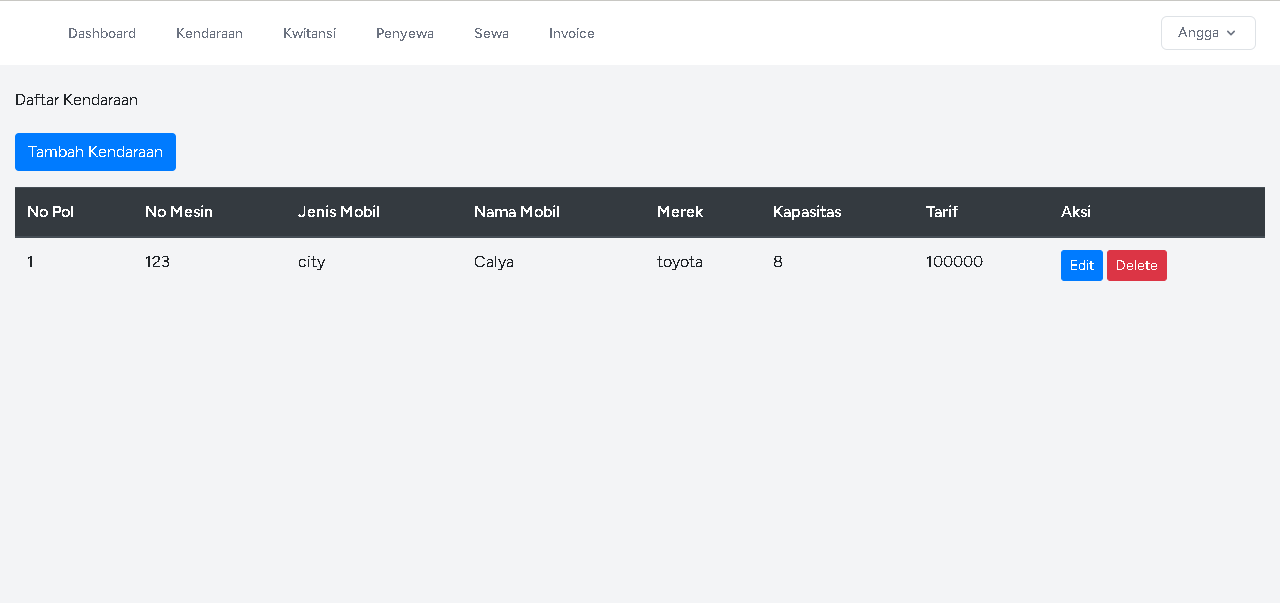 Dashboard Kendaraan Kwitansi Penyewa Sewa Invoice Angga
Daftar Kendaraan
Tambah Kendaraan
No Pol No Mesin Jenis Mobil Nama Mobil Merek Kapasitas Tarif Aksi
1 123 city Calya toyota 8 100000 Edit Delete